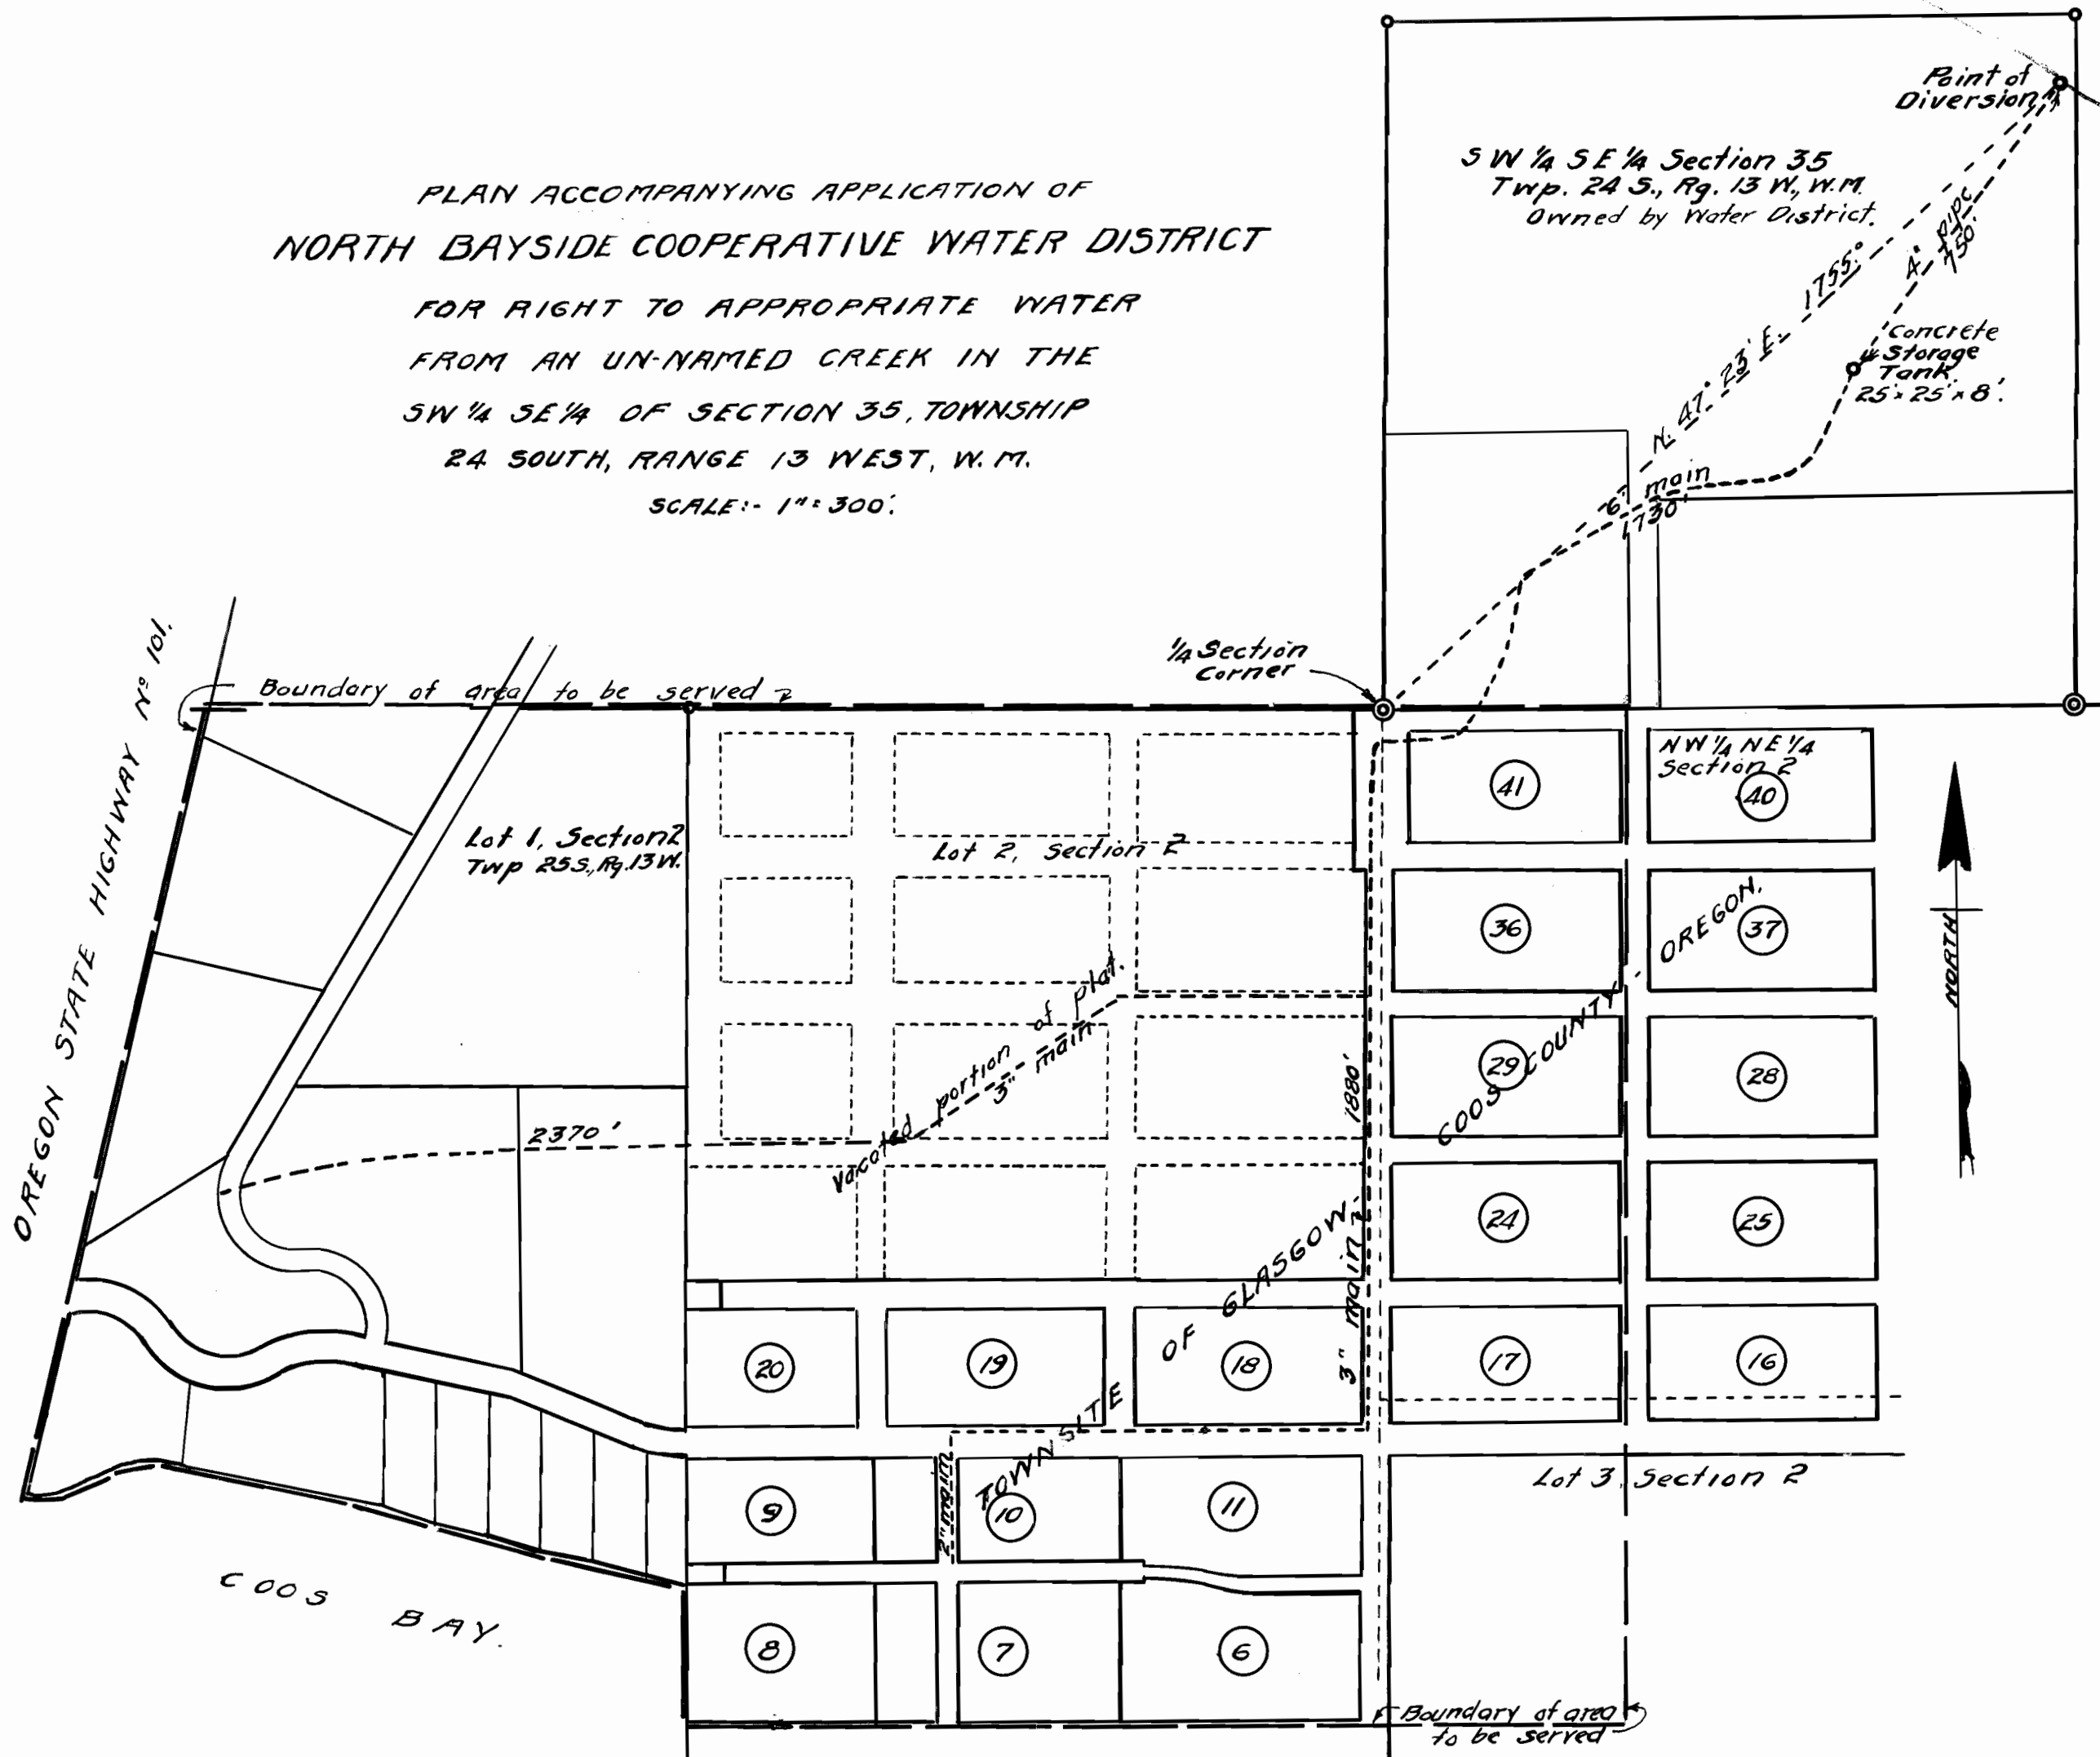 PLAN ACCOMPANYING APPLICATION OF
NORTH BAYSIDE COOPERATIVE WATER DISTRICT
FOR RIGHT TO APPROPRIATE WATER
FROM AN UN-NAMED CREEK IN THE
SW 1/4 SE 1/4 OF SECTION 35, TOWNSHIP
24 SOUTH, RANGE 13 WEST, W. M.
SCALE:- 1" = 300'.
Point of
Diversion
SW 1/4 SE 1/4 Section 35
Twp. 24 S., Rg. 13 W., W.M.
Owned by Water District.
4" pipe
750'
N. 47° 23' E. 1755'
Concrete
Storage
Tank
25' x 25' x 8'.
6" main
1730'
1/4 Section
Corner
Boundary of area to be served
OREGON STATE HIGHWAY Nº 101.
Lot 1, Section 2
Twp 25 S., Rg. 13 W.
Lot 2, Section 2
NW 1/4 NE 1/4
Section 2
41
40
36
37
29
28
24
25
17
16
NORTH
Vacated portion of plat.
3" main
2370'
1880'
3" main
TOWNSITE OF GLASGOW,
COOS COUNTY, OREGON.
20
19
18
2" main
9
10
11
8
7
6
Lot 3, Section 2
COOS BAY.
Boundary of area
to be served